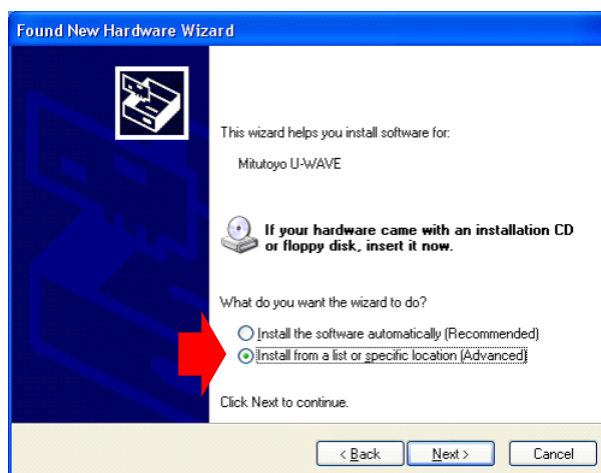 Found New Hardware Wizard
This wizard helps you install software for:
Mitutoyo U-WAVE
If your hardware came with an installation CD
or floppy disk, insert it now.
What do you want the wizard to do?
Install the software automatically (Recommended)
Install from a list or specific location (Advanced)
Click Next to continue.
< Back Next > Cancel